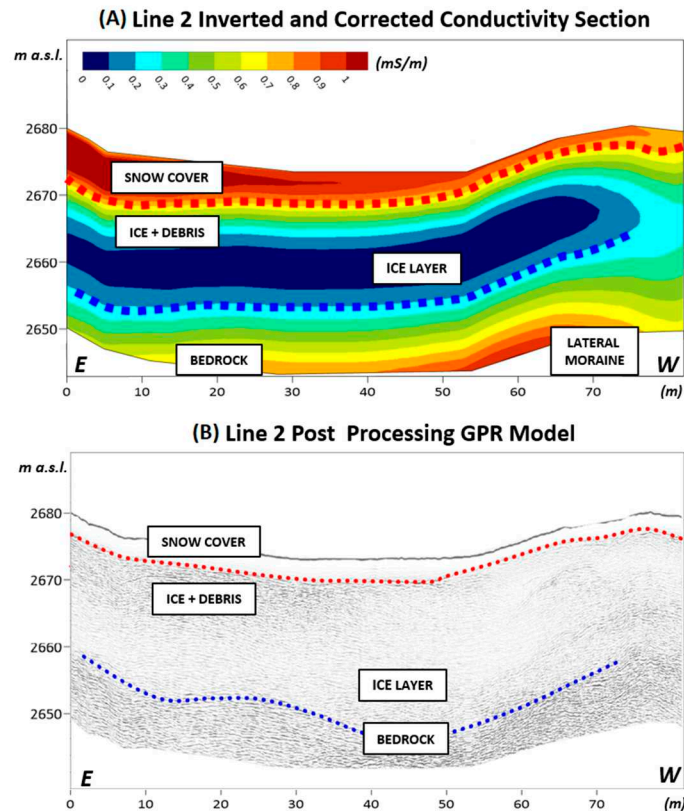 (A) Line 2 Inverted and Corrected Conductivity Section
m a.s.l.
0 0.1 0.2 0.3 0.4 0.5 0.6 0.7 0.8 0.9 1 (mS/m)
2680
SNOW COVER
2670
ICE + DEBRIS
2660
ICE LAYER
2650
BEDROCK
LATERAL
MORAINE
E W
0 10 20 30 40 50 60 70 (m)
(B) Line 2 Post Processing GPR Model
m a.s.l.
2680
SNOW COVER
2670
ICE + DEBRIS
2660
ICE LAYER
2650
BEDROCK
E W
0 10 20 30 40 50 60 70 (m)